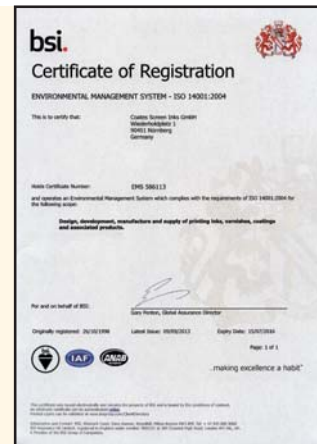 bsi.
Certificate of Registration
ENVIRONMENTAL MANAGEMENT SYSTEM - ISO 14001:2004
This is to certify that:
Coates Screen Inks GmbH
Wiederholdplatz 1
90451 Nürnberg
Germany
Holds Certificate Number:
EMS 586113
and operates an Environmental Management System which complies with the requirements of ISO 14001:2004 for
the following scope:
Design, development, manufacture and supply of printing inks, varnishes, coatings
and associated products.
For and on behalf of BSI:
Gary Fenton, Global Assurance Director
Originally registered: 26/10/1998
Latest Issue: 09/09/2013
Expiry Date: 15/07/2016
Page: 1 of 1
IAF
ANAB
...making excellence a habit"